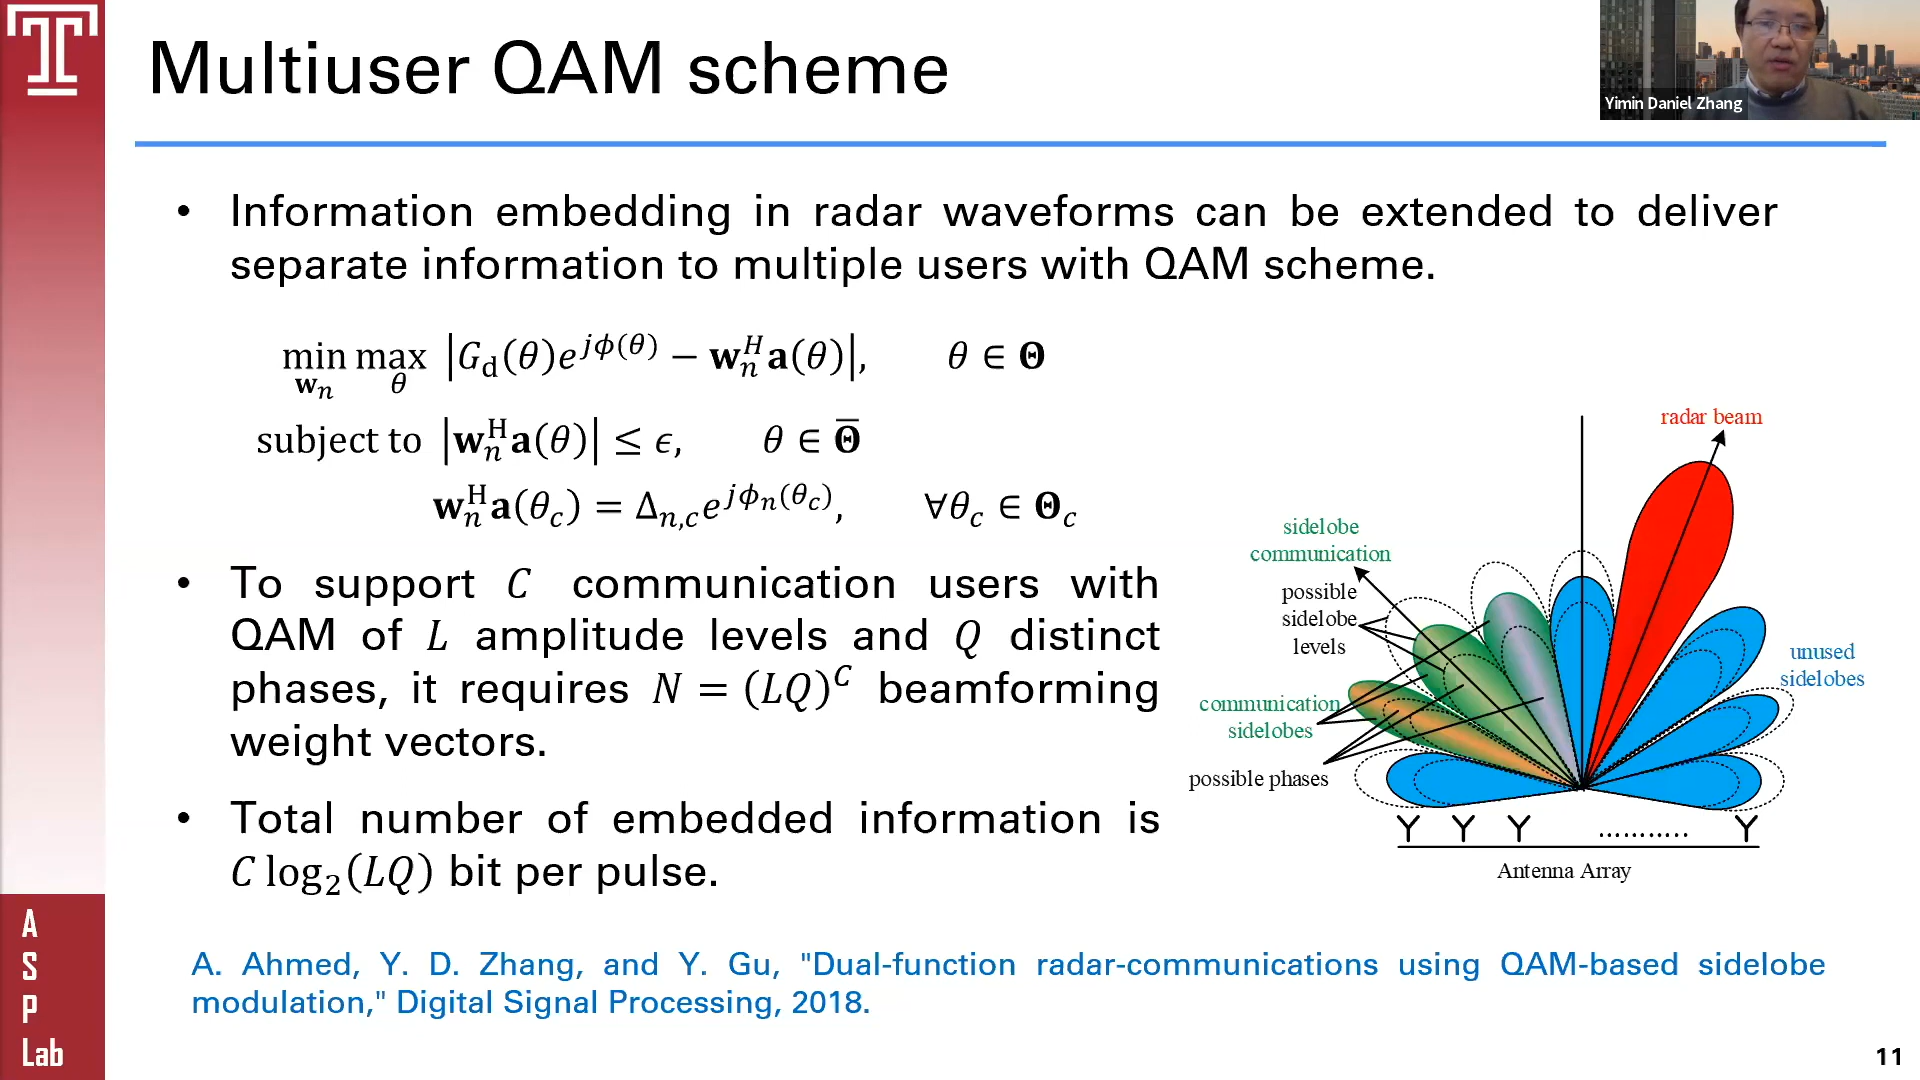 Multiuser QAM scheme
Yimin Daniel Zhang
• Information embedding in radar waveforms can be extended to deliver
separate information to multiple users with QAM scheme.
min max |G_d(θ)e^{jϕ(θ)} − 𝐰_n^H 𝐚(θ)|, θ ∈ 𝚯
𝐰_n θ
subject to |𝐰_n^H 𝐚(θ)| ≤ ϵ, θ ∈ 𝚯̅
𝐰_n^H 𝐚(θ_c) = Δ_{n,c}e^{jϕ_n(θ_c)}, ∀θ_c ∈ 𝚯_c
• To support C communication users with
QAM of L amplitude levels and Q distinct
phases, it requires N = (LQ)^C beamforming
weight vectors.
• Total number of embedded information is
C log₂(LQ) bit per pulse.
radar beam
sidelobe
communication
possible
sidelobe
levels
unused
sidelobes
communication
sidelobes
possible phases
...........
Antenna Array
A. Ahmed, Y. D. Zhang, and Y. Gu, "Dual-function radar-communications using QAM-based sidelobe
modulation," Digital Signal Processing, 2018.
A
S
P
Lab
11